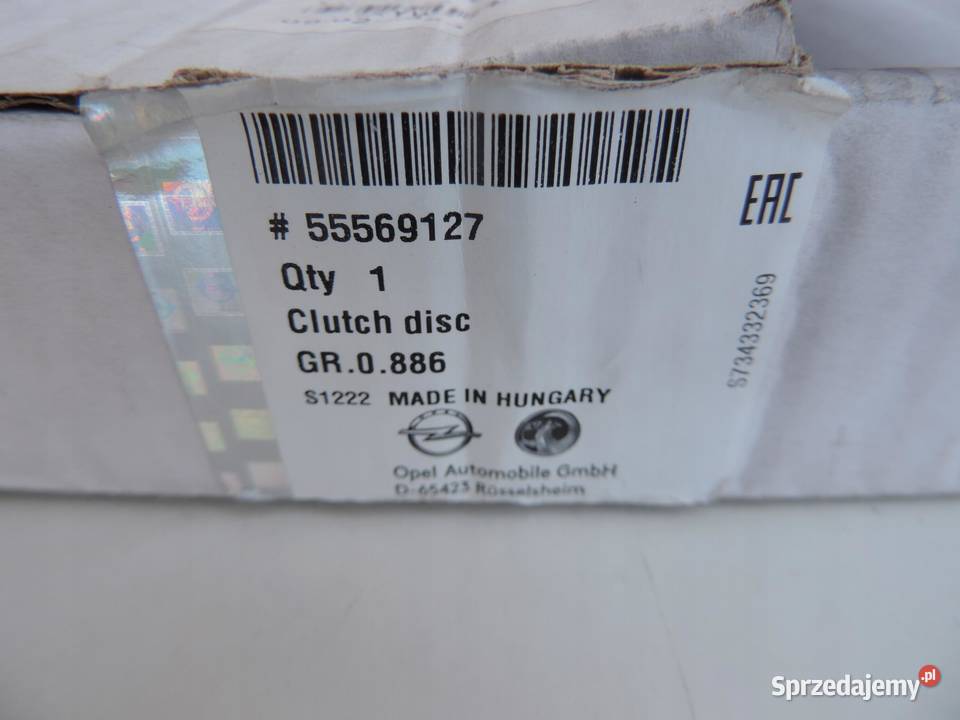 # 55569127
EAC
Qty 1
Clutch disc
GR.0.886
S1222 MADE IN HUNGARY
S734332369
Opel Automobile GmbH
D-65423 Rüsselsheim
Sprzedajemy.pl